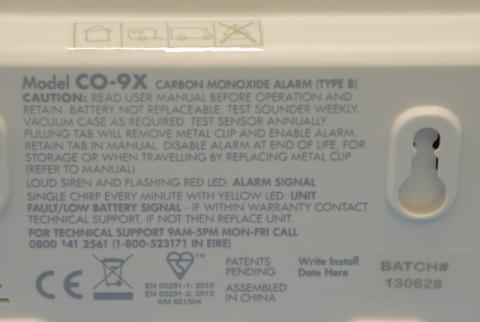 Model CO-9X CARBON MONOXIDE ALARM (TYPE B)
CAUTION: READ USER MANUAL BEFORE OPERATION AND
RETAIN. BATTERY NOT REPLACEABLE. TEST SOUNDER WEEKLY.
VACUUM CASE AS REQUIRED. TEST SENSOR ANNUALLY.
PULLING TAB WILL REMOVE METAL CLIP AND ENABLE ALARM.
RETAIN TAB IN MANUAL. DISABLE ALARM AT END OF LIFE, FOR
STORAGE OR WHEN TRAVELLING BY REPLACING METAL CLIP
(REFER TO MANUAL)
LOUD SIREN AND FLASHING RED LED: ALARM SIGNAL
SINGLE CHIRP EVERY MINUTE WITH YELLOW LED: UNIT
FAULT/LOW BATTERY SIGNAL - IF WITHIN WARRANTY CONTACT
TECHNICAL SUPPORT, IF NOT THEN REPLACE UNIT.
FOR TECHNICAL SUPPORT 9AM-5PM MON-FRI CALL
0800 141 2561 (1-800-523171 IN EIRE)
CE
™
EN 50291-1: 2010
EN 50291-2: 2010
KM 551504
PATENTS
PENDING
ASSEMBLED
IN CHINA
Write Install
Date Here
BATCH#
130628